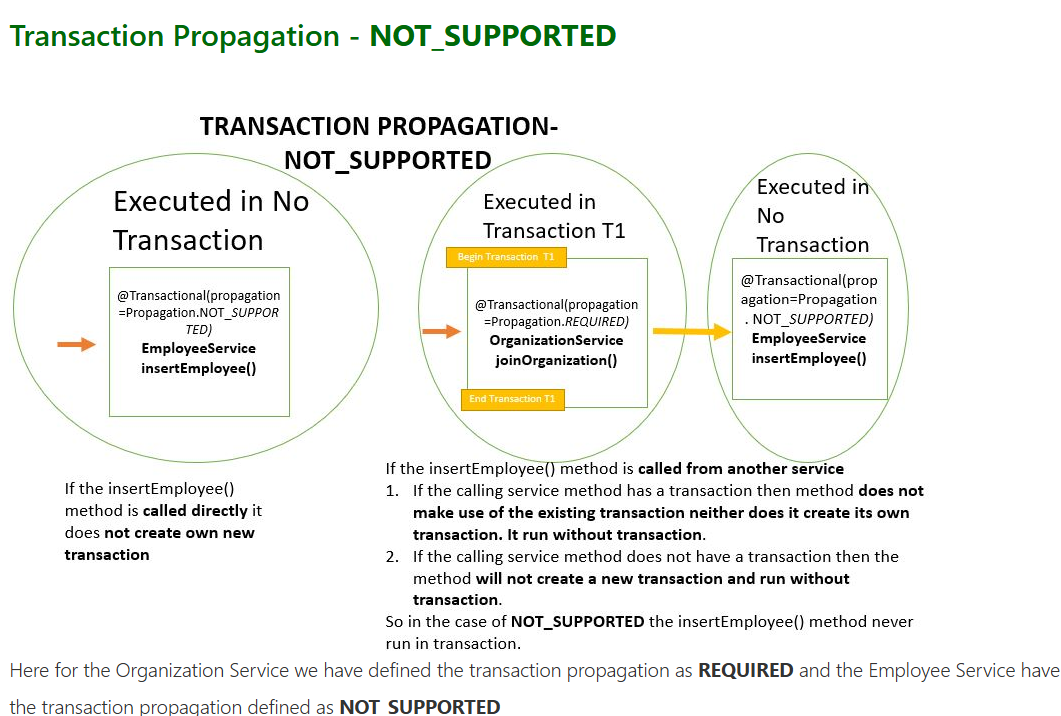 Transaction Propagation - NOT_SUPPORTED
TRANSACTION PROPAGATION-
NOT_SUPPORTED
Executed in No
Transaction
@Transactional(propagation
=Propagation.NOT_SUPPOR
TED)
EmployeeService
insertEmployee()
If the insertEmployee()
method is called directly it
does not create own new
transaction
Executed in
Transaction T1
Begin Transaction T1
@Transactional(propagation
=Propagation.REQUIRED)
OrganizationService
joinOrganization()
End Transaction T1
Executed in
No
Transaction
@Transactional(prop
agation=Propagation
. NOT_SUPPORTED)
EmployeeService
insertEmployee()
If the insertEmployee() method is called from another service
1. If the calling service method has a transaction then method does not
make use of the existing transaction neither does it create its own
transaction. It run without transaction.
2. If the calling service method does not have a transaction then the
method will not create a new transaction and run without
transaction.
So in the case of NOT_SUPPORTED the insertEmployee() method never
run in transaction.
Here for the Organization Service we have defined the transaction propagation as REQUIRED and the Employee Service have
the transaction propagation defined as NOT_SUPPORTED